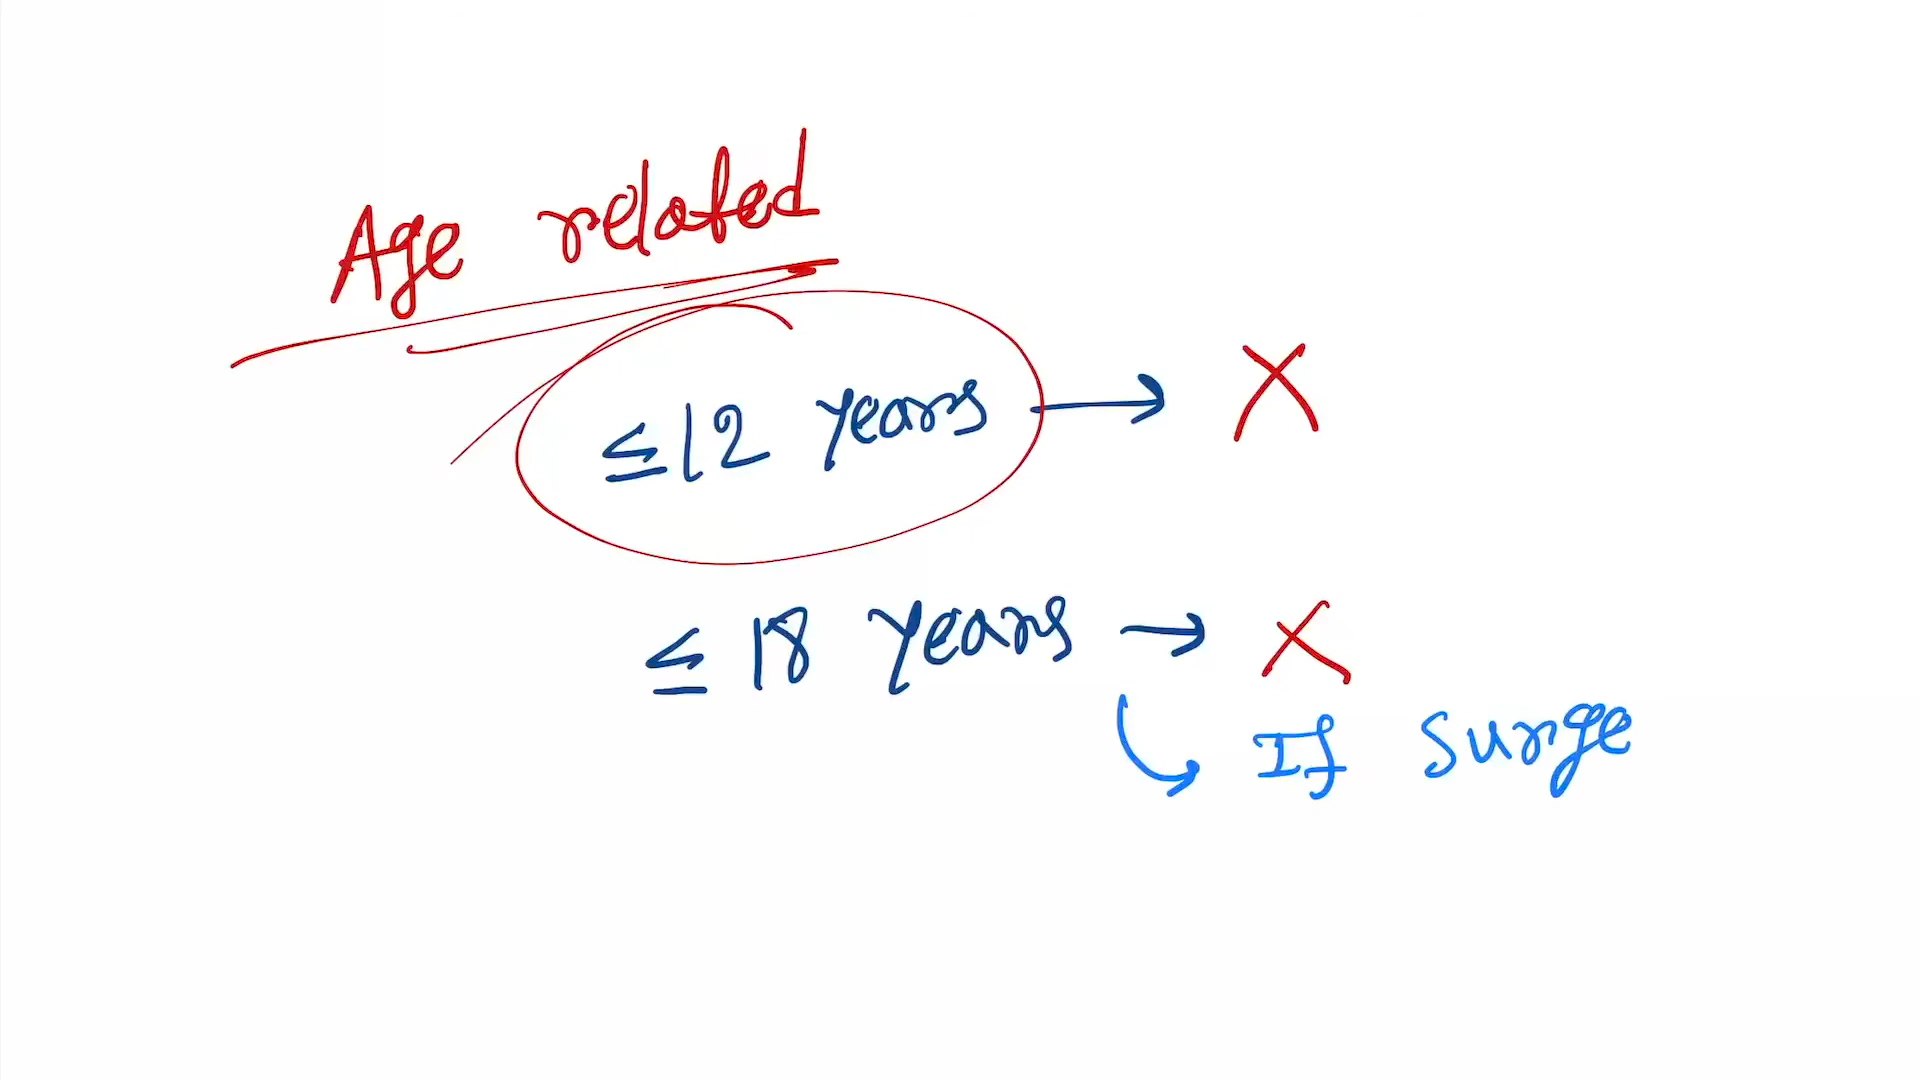 Age related
≤12 years → X
≤ 18 years → X
↳ If surge